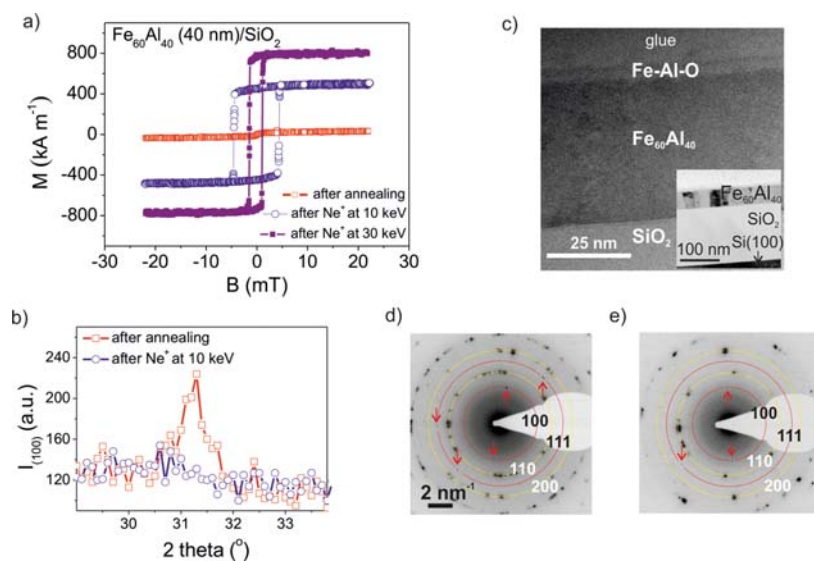 a)
Fe60Al40 (40 nm)/SiO2
M (kA m-1)
800
400
0
-400
-800
after annealing
after Ne+ at 10 keV
after Ne+ at 30 keV
-30 -20 -10 0 10 20 30
B (mT)
b)
after annealing
after Ne+ at 10 keV
I(100) (a.u.)
240
200
160
120
30 31 32 33
2 theta (o)
c)
glue
Fe-Al-O
Fe60Al40
SiO2
25 nm
Fe60Al40
SiO2
Si(100)
100 nm
d)
100
111
110
200
2 nm-1
e)
100
111
110
200